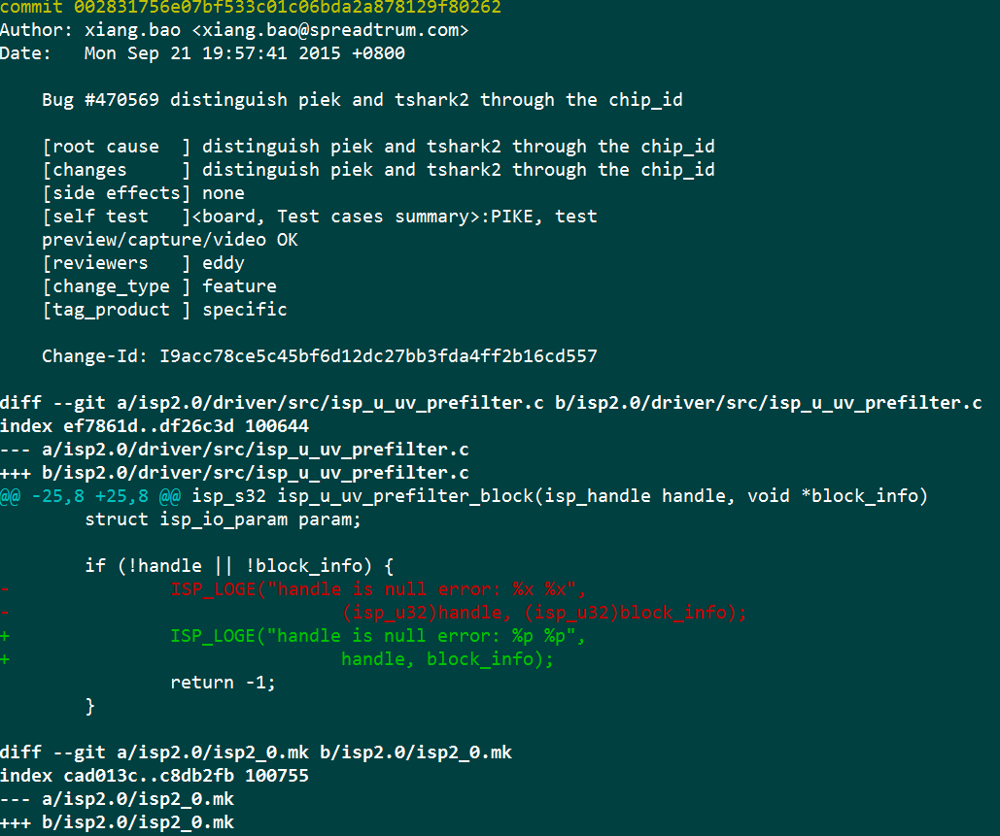 commit 002831756e07bf533c01c06bda2a878129f80262
Author: xiang.bao <xiang.bao@spreadtrum.com>
Date:   Mon Sep 21 19:57:41 2015 +0800
Bug #470569 distinguish piek and tshark2 through the chip_id
[root cause  ] distinguish piek and tshark2 through the chip_id
[changes     ] distinguish piek and tshark2 through the chip_id
[side effects] none
[self test   ]<board, Test cases summary>:PIKE, test
preview/capture/video OK
[reviewers   ] eddy
[change_type ] feature
[tag_product ] specific
Change-Id: I9acc78ce5c45bf6d12dc27bb3fda4ff2b16cd557
diff --git a/isp2.0/driver/src/isp_u_uv_prefilter.c b/isp2.0/driver/src/isp_u_uv_prefilter.c
index ef7861d..df26c3d 100644
--- a/isp2.0/driver/src/isp_u_uv_prefilter.c
+++ b/isp2.0/driver/src/isp_u_uv_prefilter.c
@@ -25,8 +25,8 @@ isp_s32 isp_u_uv_prefilter_block(isp_handle handle, void *block_info)
        struct isp_io_param param;
        if (!handle || !block_info) {
-               ISP_LOGE("handle is null error: %x %x",
-                               (isp_u32)handle, (isp_u32)block_info);
+               ISP_LOGE("handle is null error: %p %p",
+                               handle, block_info);
                return -1;
        }
diff --git a/isp2.0/isp2_0.mk b/isp2.0/isp2_0.mk
index cad013c..c8db2fb 100755
--- a/isp2.0/isp2_0.mk
+++ b/isp2.0/isp2_0.mk